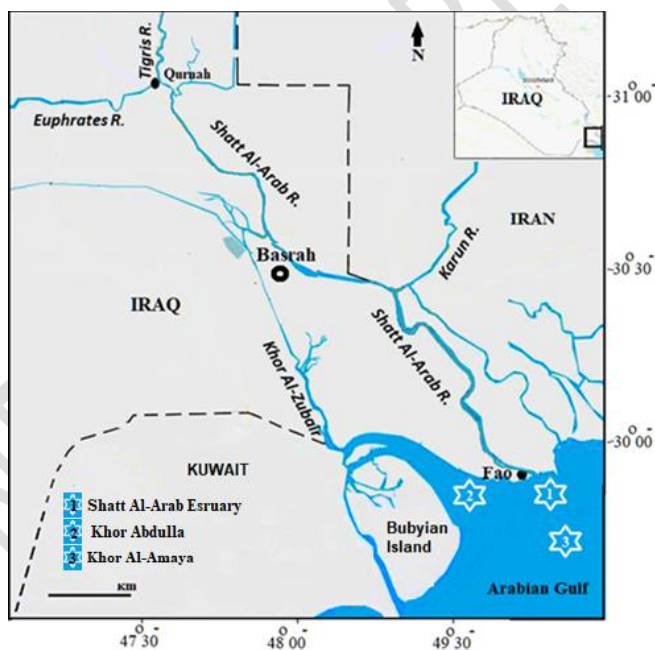 Tigris R.
Quruah
N
IRAQ
31° 00
Euphrates R.
Shatt Al-Arab R.
IRAN
Karun R.
Basrah
30° 30
IRAQ
Khor Al-Zubair
Shatt Al-Arab R.
30° 00
KUWAIT
Fao
1 Shatt Al-Arab Esruary
2 Khor Abdulla
3 Khor Al-Amaya
2
1
3
Bubyian
Island
KM
Arabian Gulf
47° 30
48° 00
49° 30